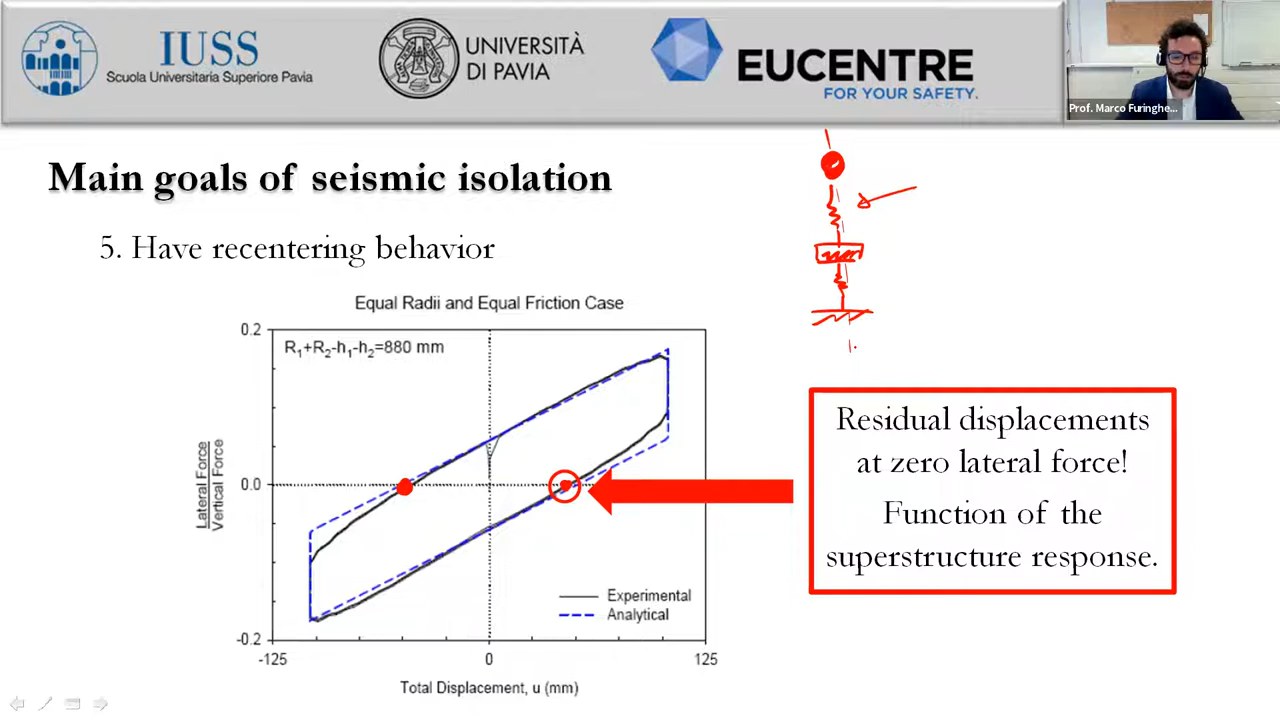 IUSS
Scuola Universitaria Superiore Pavia
UNIVERSITÀ
DI PAVIA
EUCENTRE
FOR YOUR SAFETY.
Prof. Marco Furinghe...
Main goals of seismic isolation
5. Have recentering behavior
Equal Radii and Equal Friction Case
0.2
R1+R2-h1-h2=880 mm
Lateral Force
Vertical Force
0.0
-0.2
Experimental
Analytical
-125
0
125
Total Displacement, u (mm)
Residual displacements
at zero lateral force!
Function of the
superstructure response.